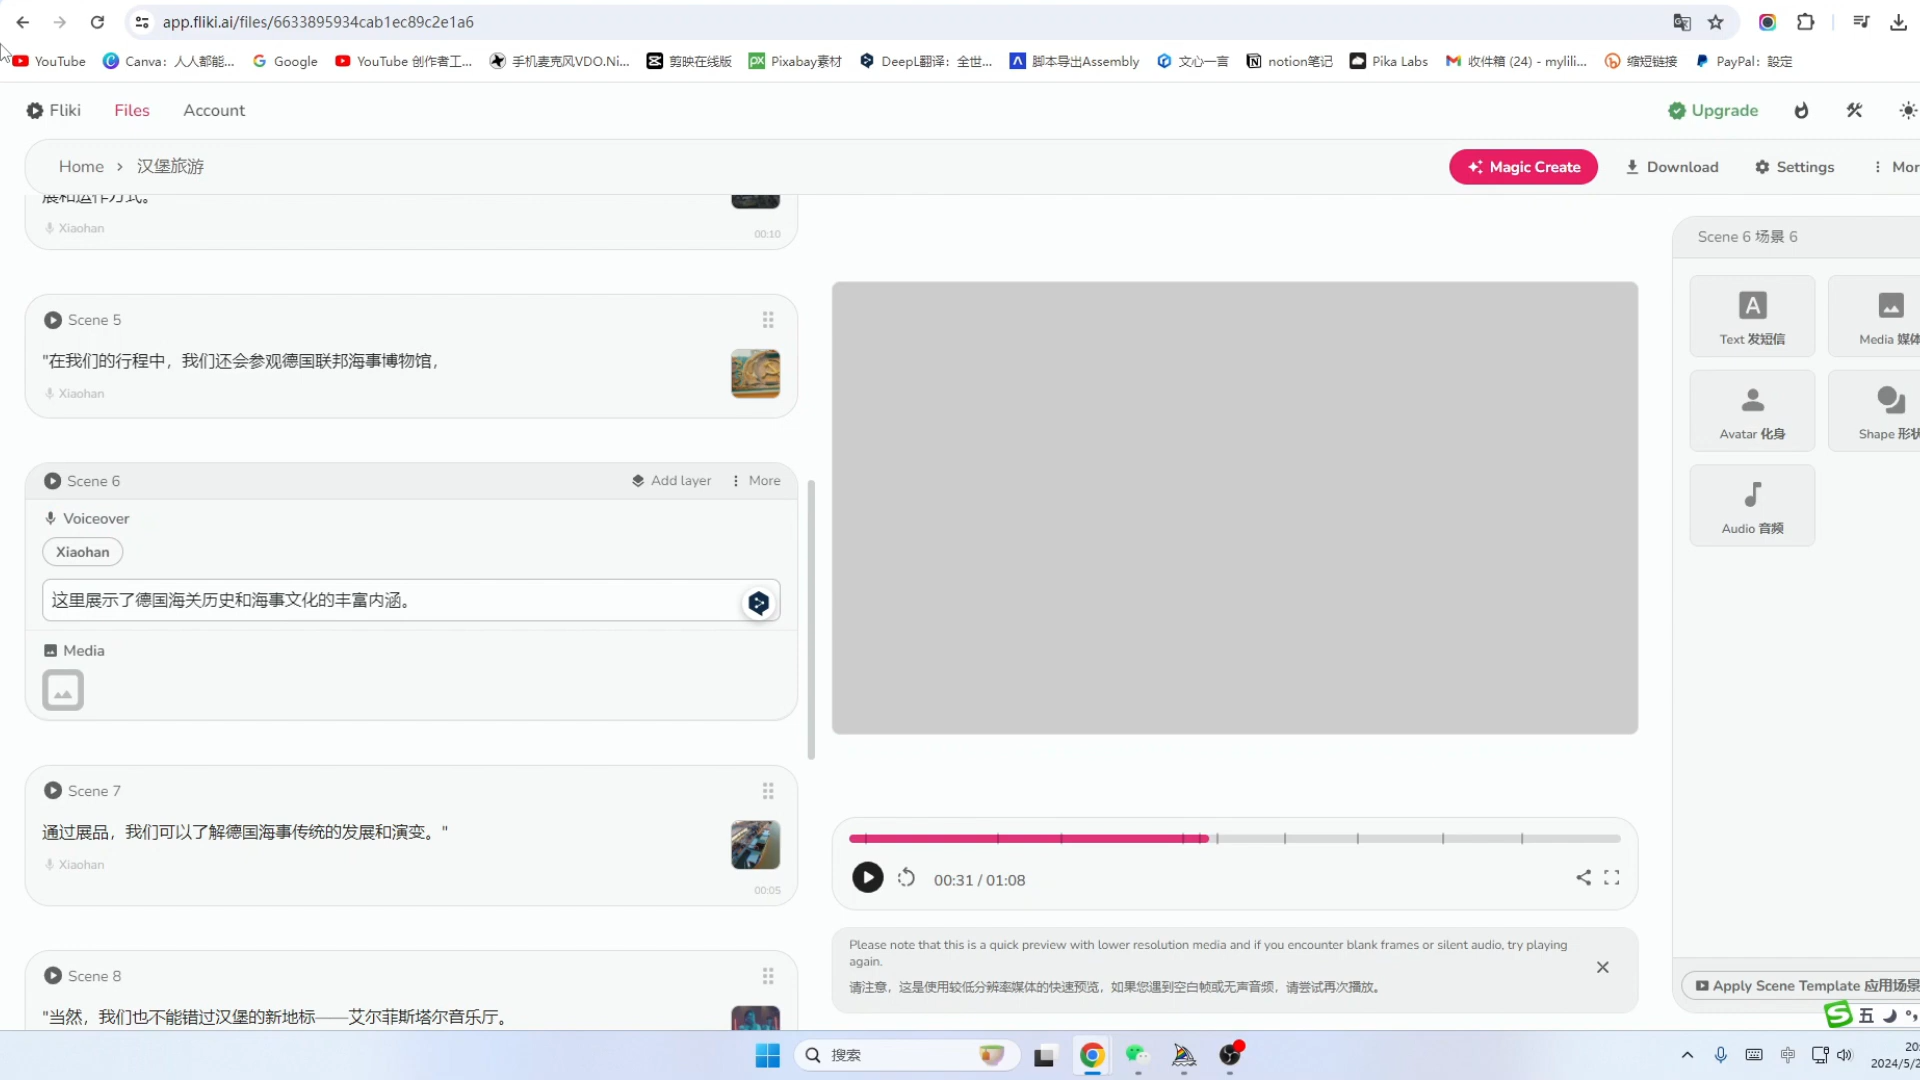 app.fliki.ai/files/6633895934cab1ec89c2e1a6
YouTube
Canva：人人都能...
Google
YouTube 创作者工...
手机麦克风VDO.Ni...
剪映在线版
Pixabay素材
DeepL翻译：全世...
脚本导出Assembly
文心一言
notion笔记
Pika Labs
收件箱 (24) - mylili...
缩短链接
PayPal：設定
Fliki
Files
Account
Upgrade
Home › 汉堡旅游
Magic Create
Download
Settings
Mor
展和运作方式。
Xiaohan
00:10
Scene 5
"在我们的行程中，我们还会参观德国联邦海事博物馆，
Xiaohan
Scene 6
Add layer
More
Voiceover
Xiaohan
这里展示了德国海关历史和海事文化的丰富内涵。
Media
Scene 7
通过展品，我们可以了解德国海事传统的发展和演变。"
Xiaohan
00:05
Scene 8
"当然，我们也不能错过汉堡的新地标——艾尔菲斯塔尔音乐厅。
00:31 / 01:08
Please note that this is a quick preview with lower resolution media and if you encounter blank frames or silent audio, try playing
again.
请注意，这是使用较低分辨率媒体的快速预览，如果您遇到空白帧或无声音频，请尝试再次播放。
Scene 6 场景 6
A
Text 发短信
Media 媒体
Avatar 化身
Shape 形状
Audio 音频
Apply Scene Template 应用场景
五
搜索
中
20:
2024/5/2